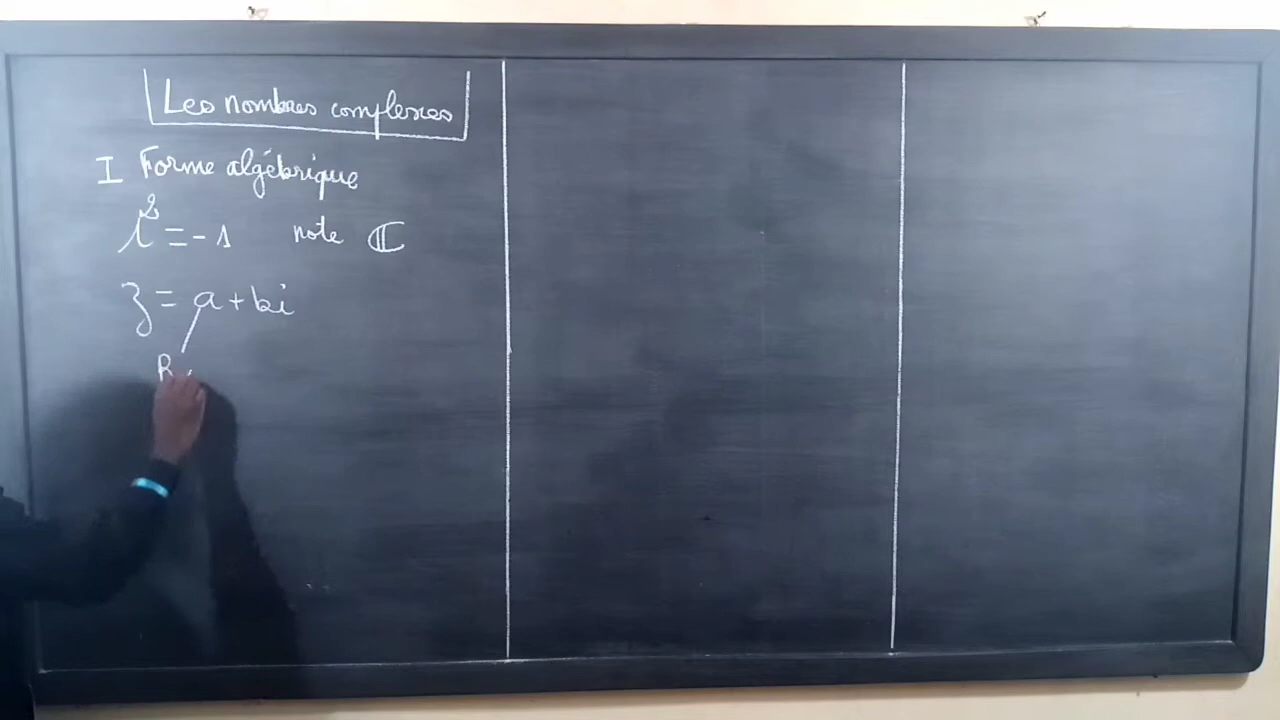 Les nombres complexes
I Forme algébrique
i² = -1 note ℂ
z = a + bi
R